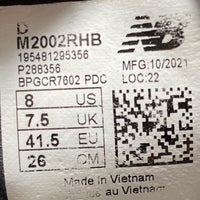 D
M2002RHB
195481295356
P288356
BPGCR7602 PDC
MFG:10/2021
LOC:22
8 US
7.5 UK
41.5 EU
26 CM
Made in Vietnam
au Vietnam